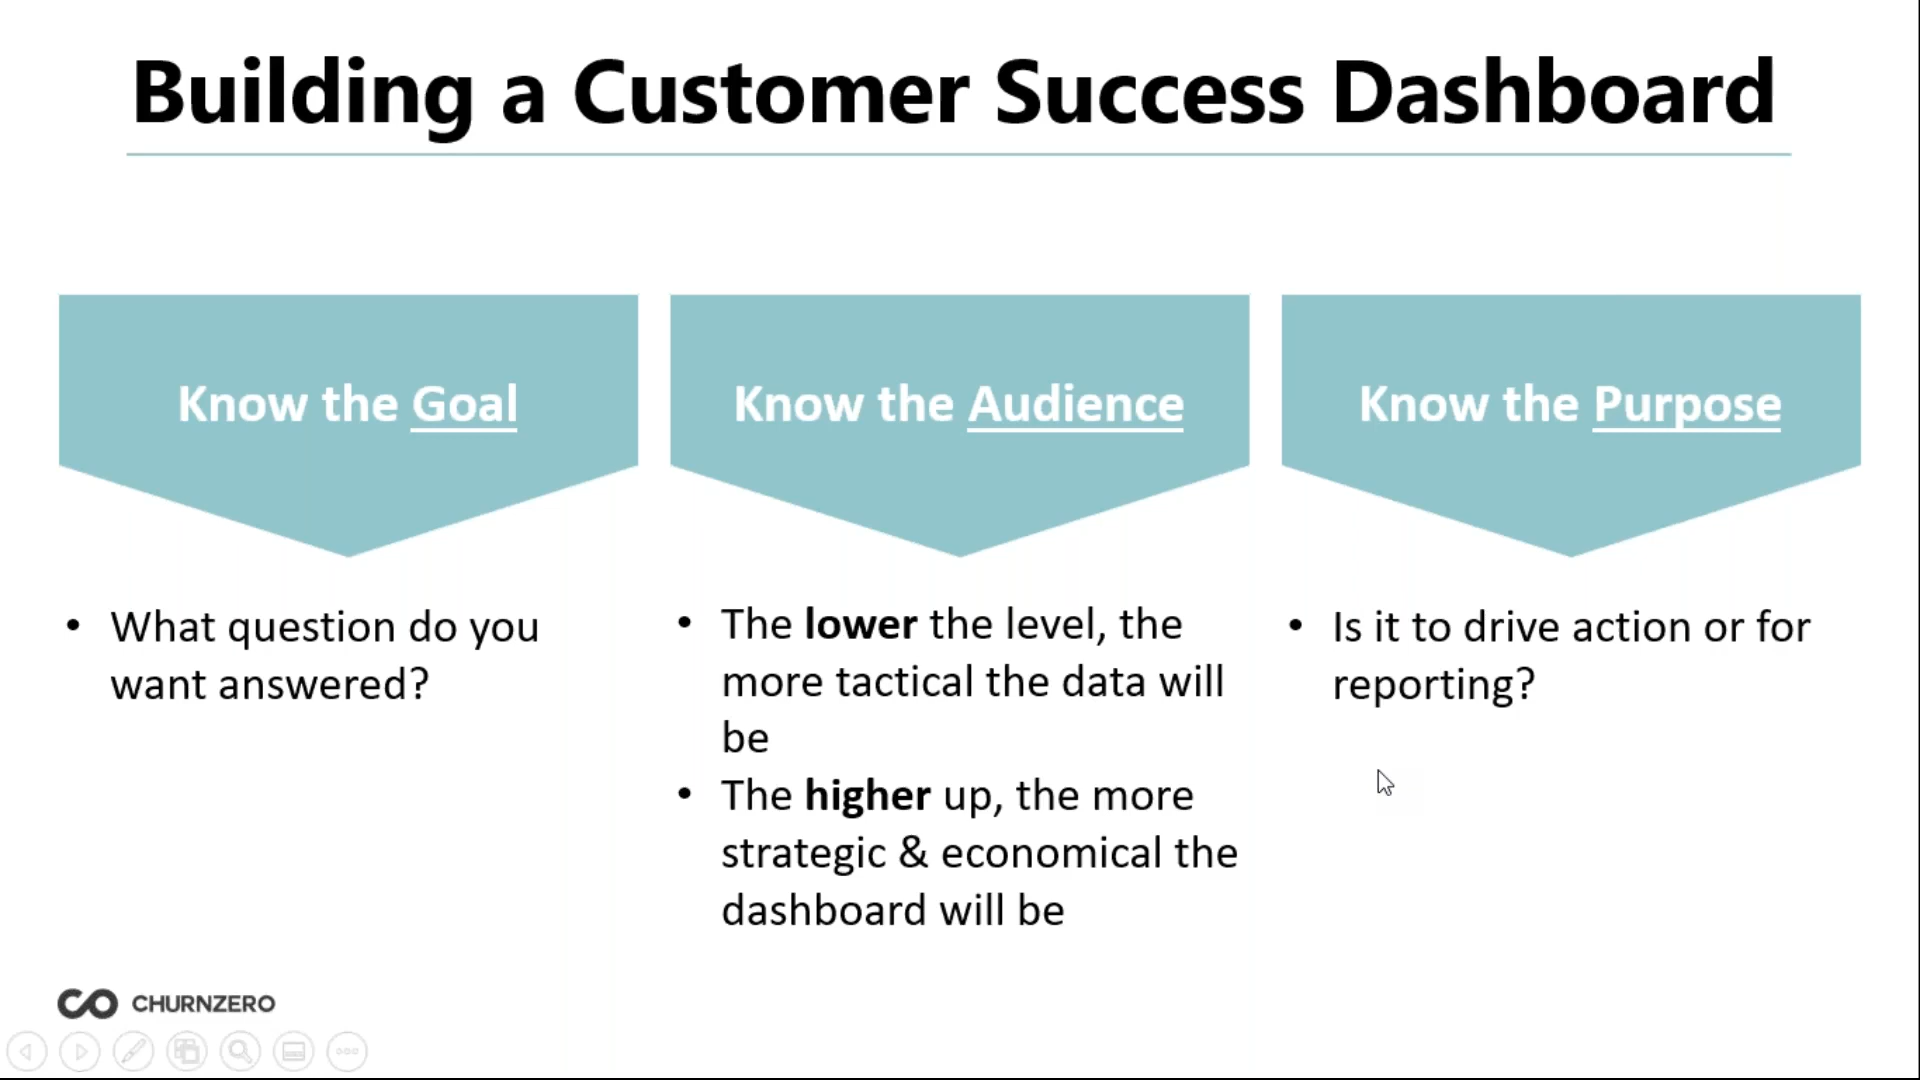 Building a Customer Success Dashboard
Know the Goal
• What question do you
want answered?
Know the Audience
• The lower the level, the
more tactical the data will
be
• The higher up, the more
strategic & economical the
dashboard will be
Know the Purpose
• Is it to drive action or for
reporting?
CHURNZERO